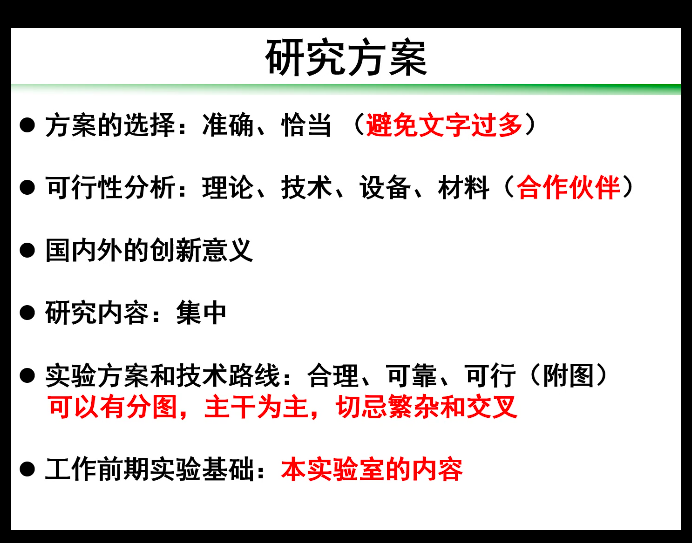 研究方案
● 方案的选择：准确、恰当 （避免文字过多）
● 可行性分析：理论、技术、设备、材料（合作伙伴）
● 国内外的创新意义
● 研究内容：集中
● 实验方案和技术路线：合理、可靠、可行（附图）
可以有分图，主干为主，切忌繁杂和交叉
● 工作前期实验基础：本实验室的内容